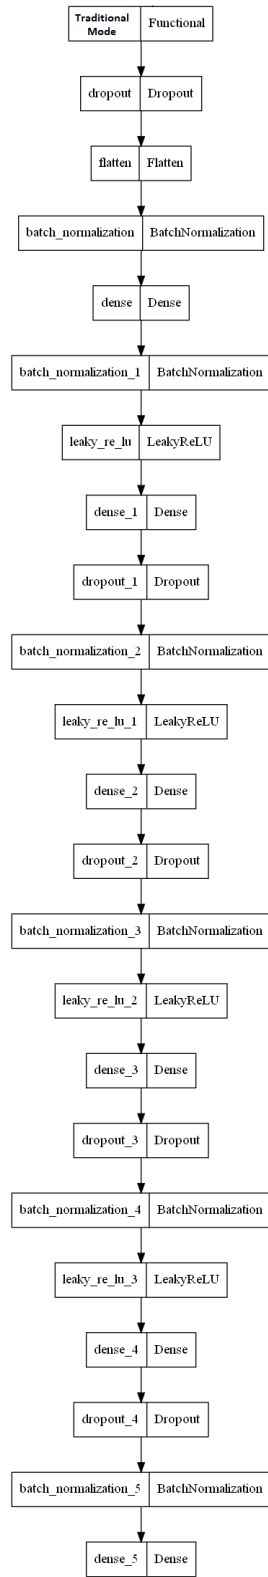 Traditional Mode Functional
dropout Dropout
flatten Flatten
batch_normalization BatchNormalization
dense Dense
batch_normalization_1 BatchNormalization
leaky_re_lu LeakyReLU
dense_1 Dense
dropout_1 Dropout
batch_normalization_2 BatchNormalization
leaky_re_lu_1 LeakyReLU
dense_2 Dense
dropout_2 Dropout
batch_normalization_3 BatchNormalization
leaky_re_lu_2 LeakyReLU
dense_3 Dense
dropout_3 Dropout
batch_normalization_4 BatchNormalization
leaky_re_lu_3 LeakyReLU
dense_4 Dense
dropout_4 Dropout
batch_normalization_5 BatchNormalization
dense_5 Dense